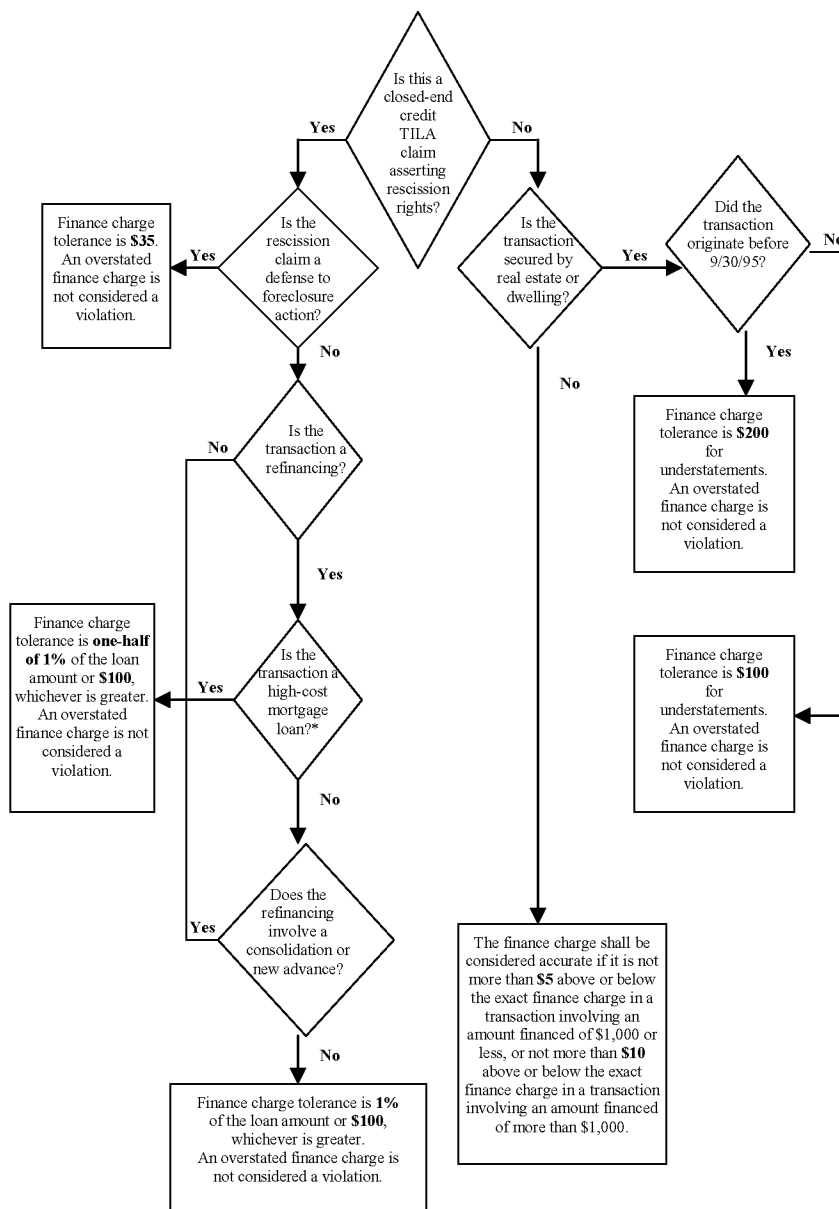 Is this a
closed-end
credit
TILA
claim
asserting
rescission
rights?
Yes
No
Is the
rescission
claim a
defense to
foreclosure
action?
Yes
Finance charge
tolerance is $35.
An overstated
finance charge is
not considered a
violation.
No
Is the
transaction a
refinancing?
No
Yes
Is the
transaction a
high-cost
mortgage
loan?*
Yes
Finance charge
tolerance is one-half
of 1% of the loan
amount or $100,
whichever is greater.
An overstated
finance charge is not
considered a
violation.
No
Does the
refinancing
involve a
consolidation or
new advance?
Yes
No
Finance charge tolerance is 1%
of the loan amount or $100,
whichever is greater.
An overstated finance charge is
not considered a violation.
Is the
transaction
secured by
real estate or
dwelling?
Yes
No
The finance charge shall be
considered accurate if it is not
more than $5 above or below
the exact finance charge in a
transaction involving an
amount financed of $1,000 or
less, or not more than $10
above or below the exact
finance charge in a transaction
involving an amount financed
of more than $1,000.
Did the
transaction
originate before
9/30/95?
No
Yes
Finance charge
tolerance is $200
for
understatements.
An overstated
finance charge is
not considered a
violation.
Finance charge
tolerance is $100
for
understatements.
An overstated
finance charge is
not considered a
violation.